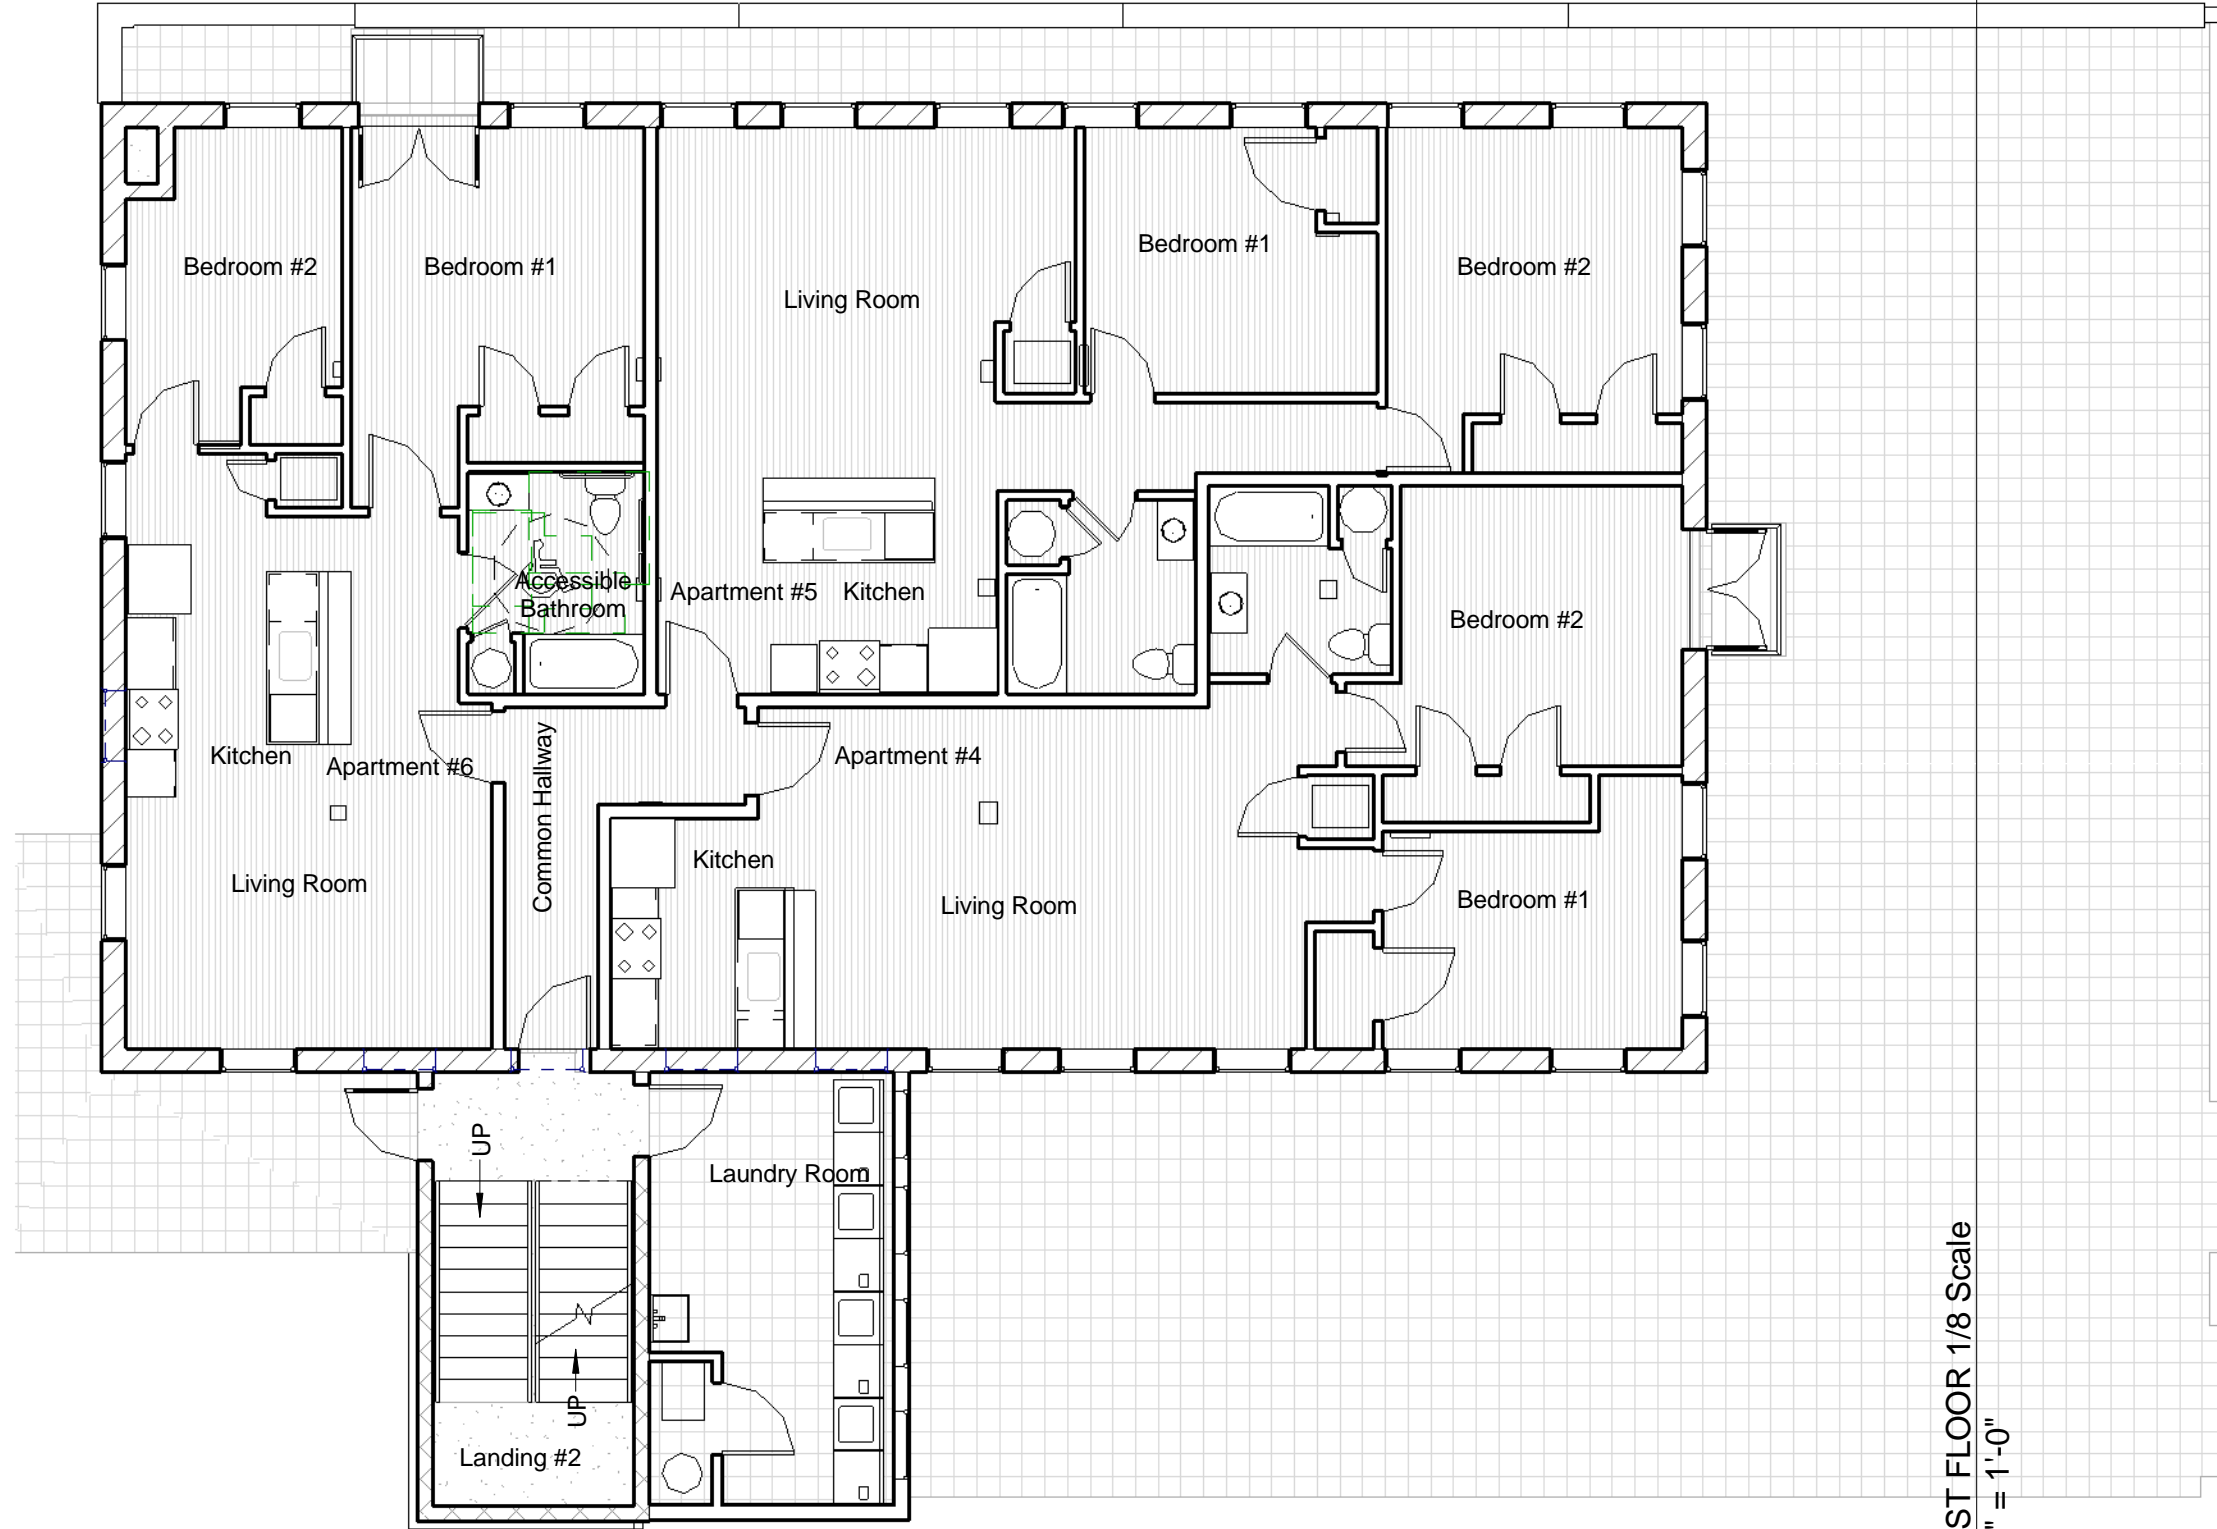 Bedroom #2
Bedroom #1
Living Room
Bedroom #1
Bedroom #2
Accessible
Bathroom
Apartment #5
Kitchen
Bedroom #2
Kitchen
Apartment #6
Common Hallway
Apartment #4
Living Room
Kitchen
Living Room
Bedroom #1
UP
Laundry Room
UP
Landing #2
ST FLOOR 1/8 Scale
" = 1'-0"